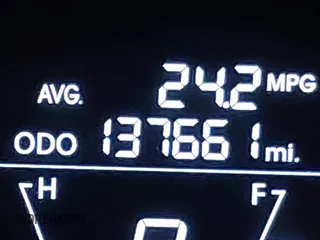 AVG. 24.2 MPG
ODO 137661 mi.
H F